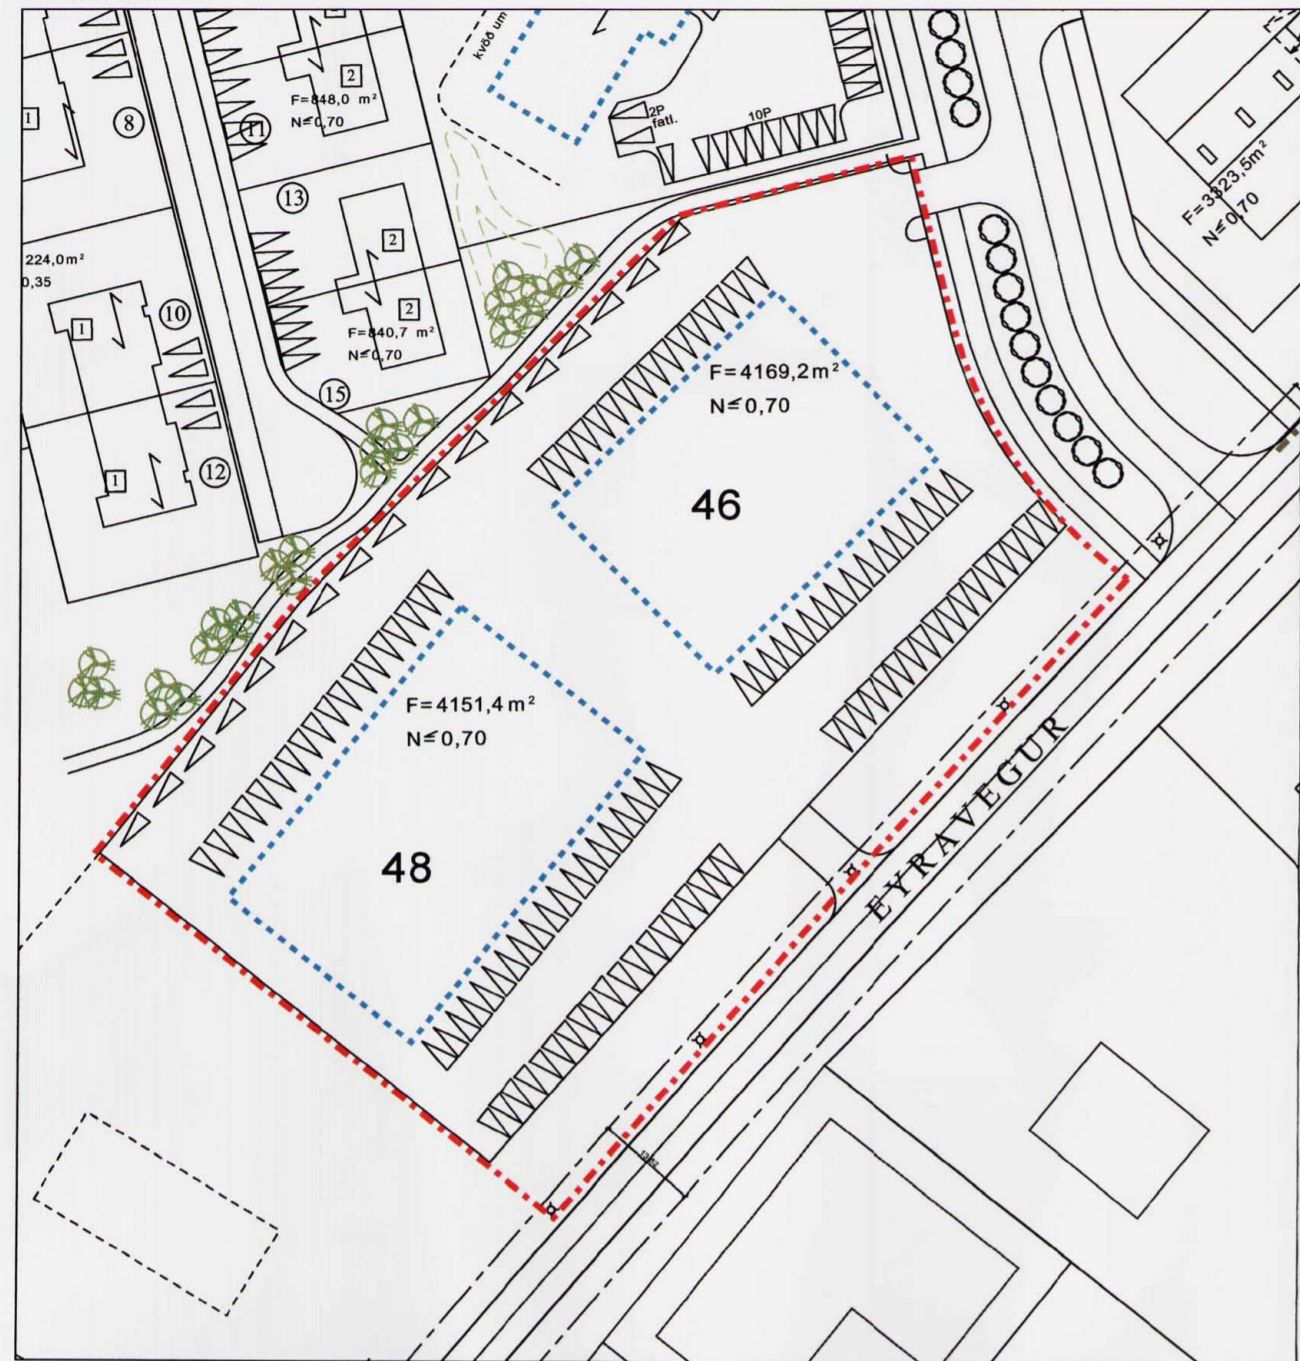 kvöð um
2
F=848,0 m²
N≤0,70
1
8
11
2P
fatl.
10P
13
F=3323,5m²
N≤0,70
2
224,0m²
0,35
10
1
2
F=840,7 m²
N≤0,70
F=4169,2m²
N≤0,70
15
12
1
46
F=4151,4m²
N≤0,70
EYRAVEGUR
48